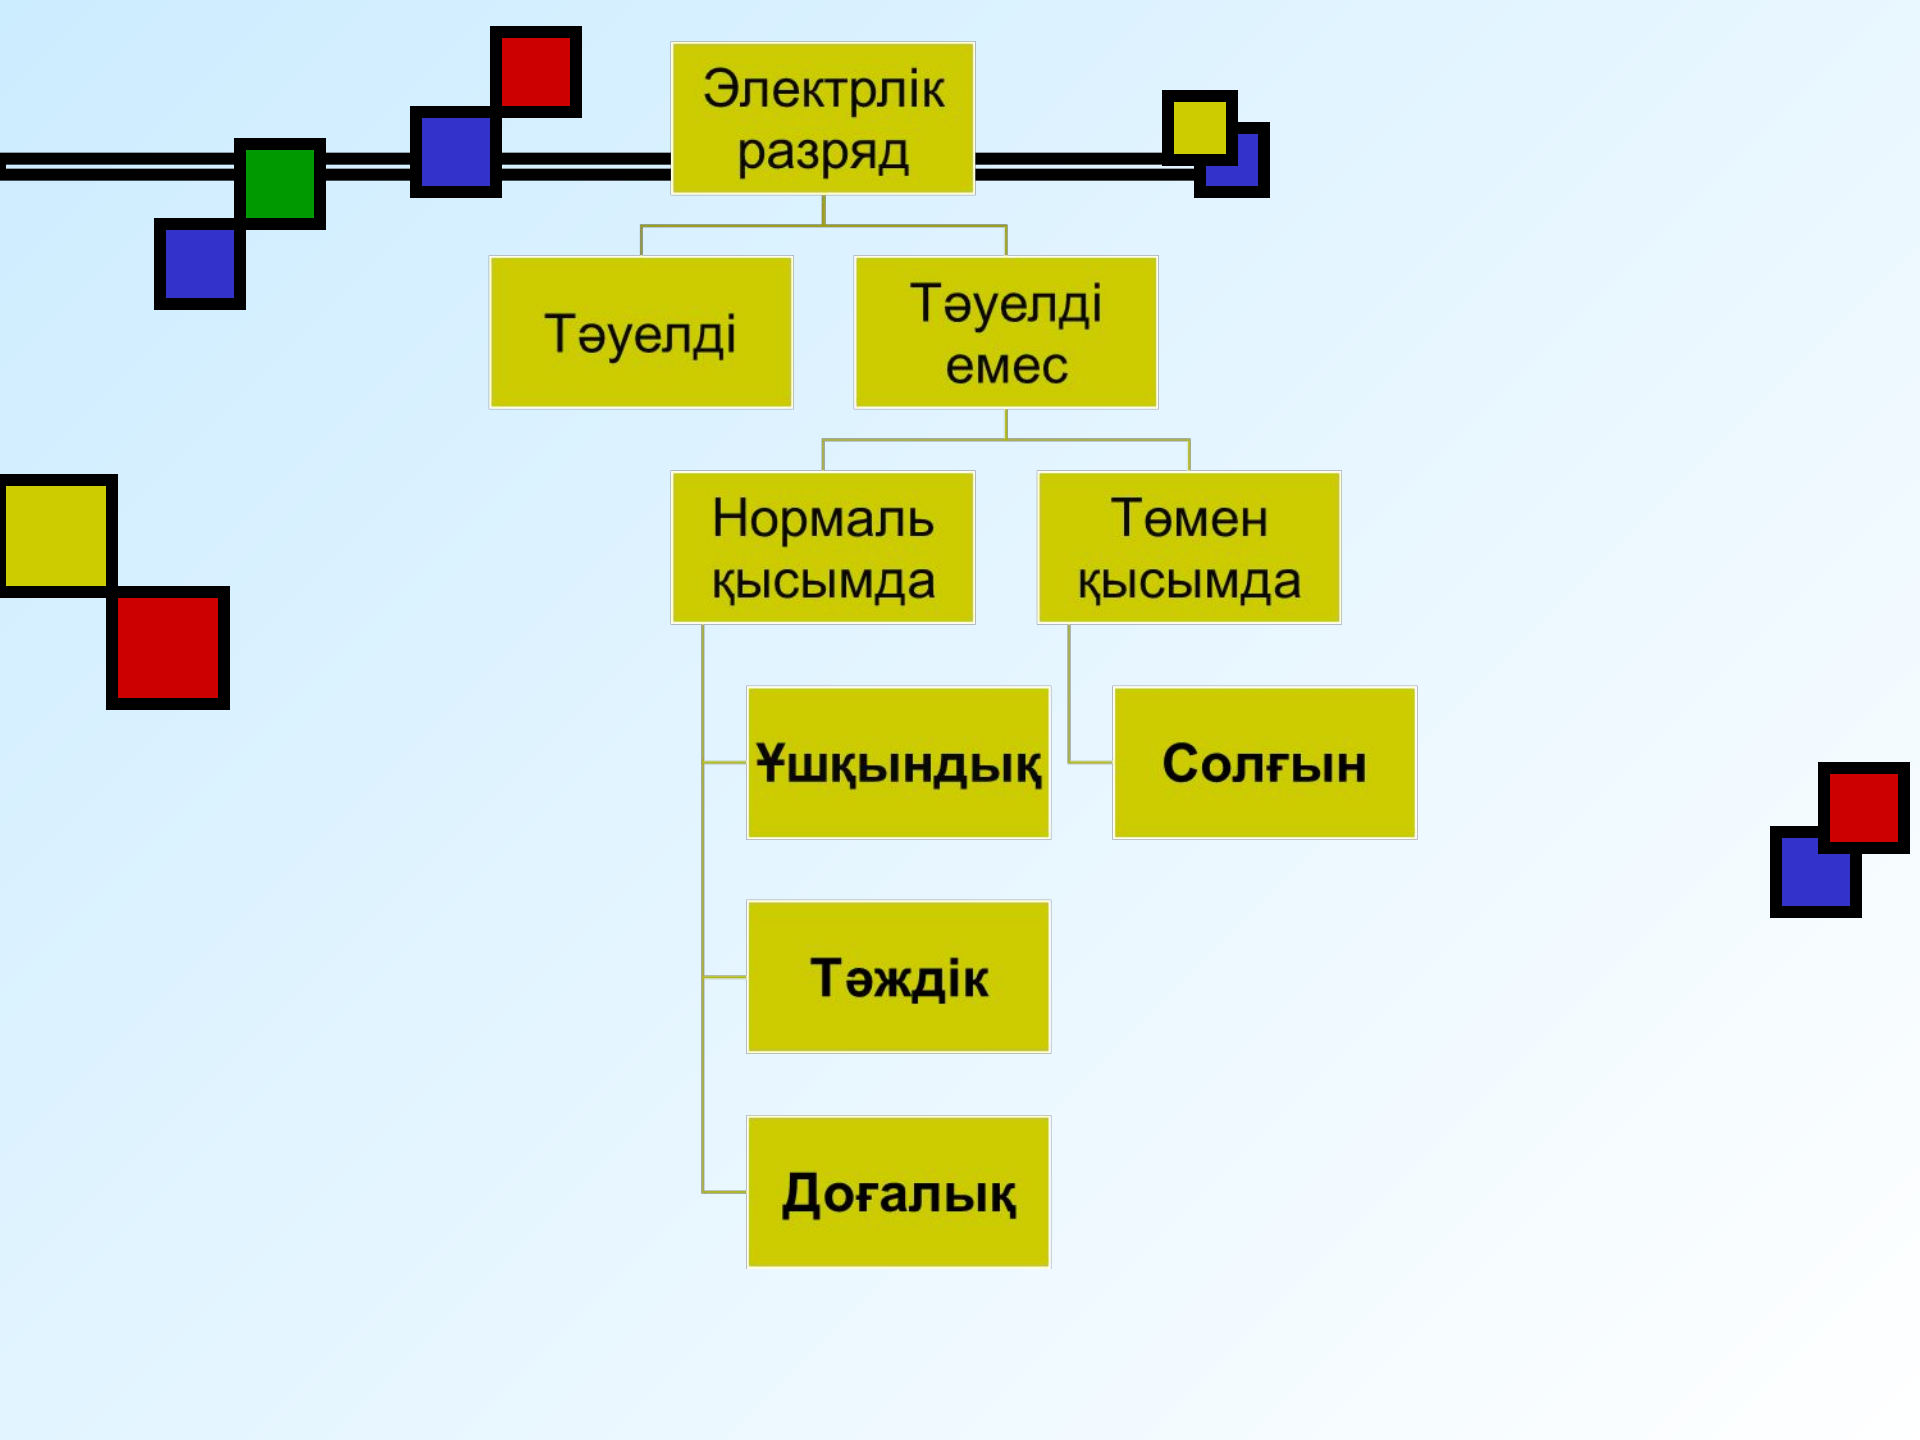 Электрлік
разряд
Тәуелді
Тәуелді
емес
Нормаль
қысымда
Төмен
қысымда
Ұшқындық
Солғын
Тәждік
Доғалық